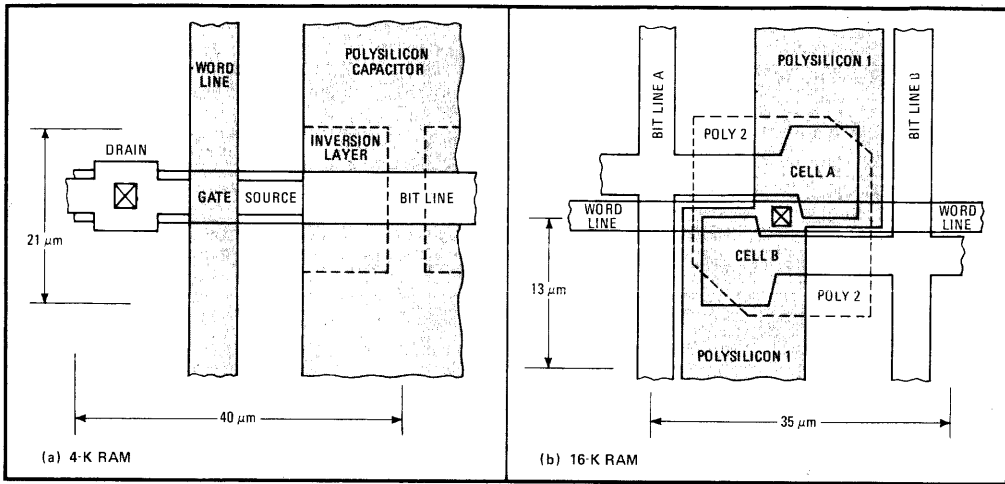 WORD
LINE
POLYSILICON
CAPACITOR
DRAIN
INVERSION
LAYER
GATE
SOURCE
BIT LINE
21 μm
40 μm
(a) 4-K RAM
BIT LINE A
POLYSILICON 1
BIT LINE B
POLY 2
CELL A
WORD
LINE
WORD
LINE
CELL B
13 μm
POLY 2
POLYSILICON 1
35 μm
(b) 16-K RAM